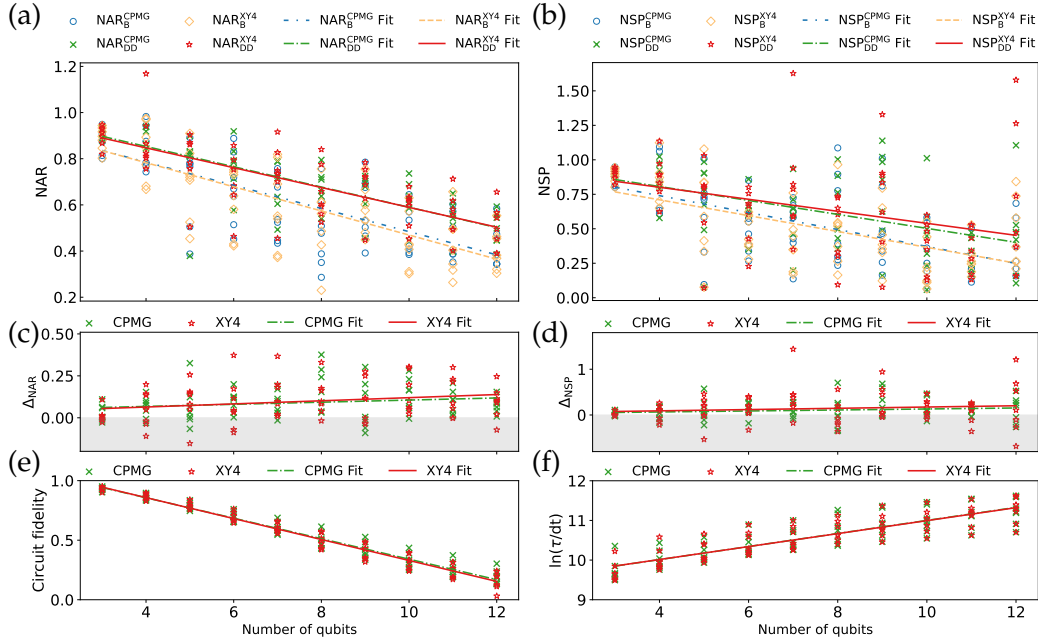 (a)
NAR_B^CPMG NAR_B^XY4 NAR_B^CPMG Fit NAR_B^XY4 Fit
NAR_DD^CPMG NAR_DD^XY4 NAR_DD^CPMG Fit NAR_DD^XY4 Fit
1.2
1.0
0.8
0.6
0.4
0.2
NAR
(b)
NSP_B^CPMG NSP_B^XY4 NSP_B^CPMG Fit NSP_B^XY4 Fit
NSP_DD^CPMG NSP_DD^XY4 NSP_DD^CPMG Fit NSP_DD^XY4 Fit
1.50
1.25
1.00
0.75
0.50
0.25
0.00
NSP
(c)
CPMG XY4 CPMG Fit XY4 Fit
0.50
0.25
0.00
Δ_NAR
(d)
CPMG XY4 CPMG Fit XY4 Fit
2
1
0
Δ_NSP
(e)
CPMG XY4 CPMG Fit XY4 Fit
1.0
0.5
0.0
Circuit fidelity
4 6 8 10 12
Number of qubits
(f)
CPMG XY4 CPMG Fit XY4 Fit
12
11
10
9
ln(τ/dt)
4 6 8 10 12
Number of qubits